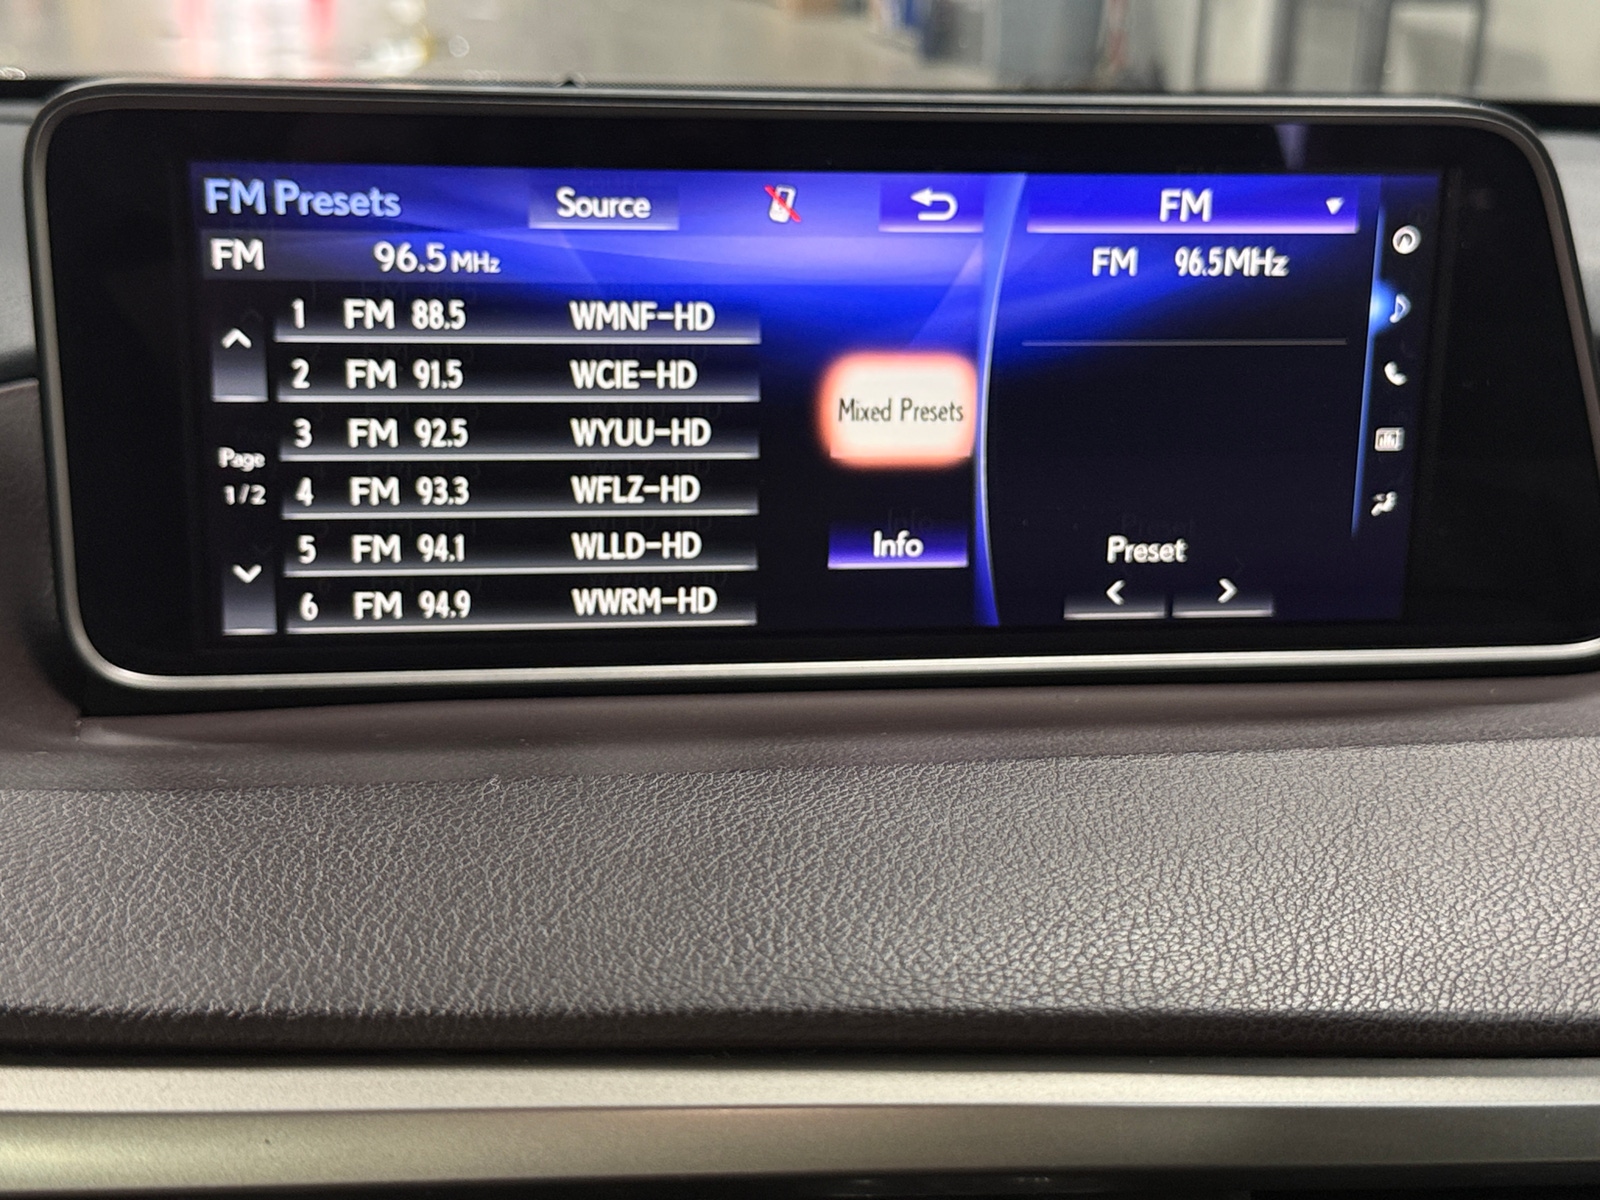 FM Presets Source FM
FM 96.5 MHz FM 96.5MHz
1 FM 88.5 WMNF-HD
2 FM 91.5 WCIE-HD
Mixed Presets
3 FM 92.5 WYUU-HD
Page
1/2
4 FM 93.3 WFLZ-HD
5 FM 94.1 WLLD-HD
Info
Preset
6 FM 94.9 WWRM-HD